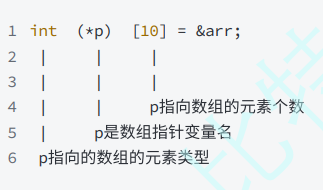 1 int (*p) [10] = &arr;
2 | | |
3 | | |
4 | | p指向数组的元素个数
5 | p是数组指针变量名
6 p指向的数组的元素类型
比特